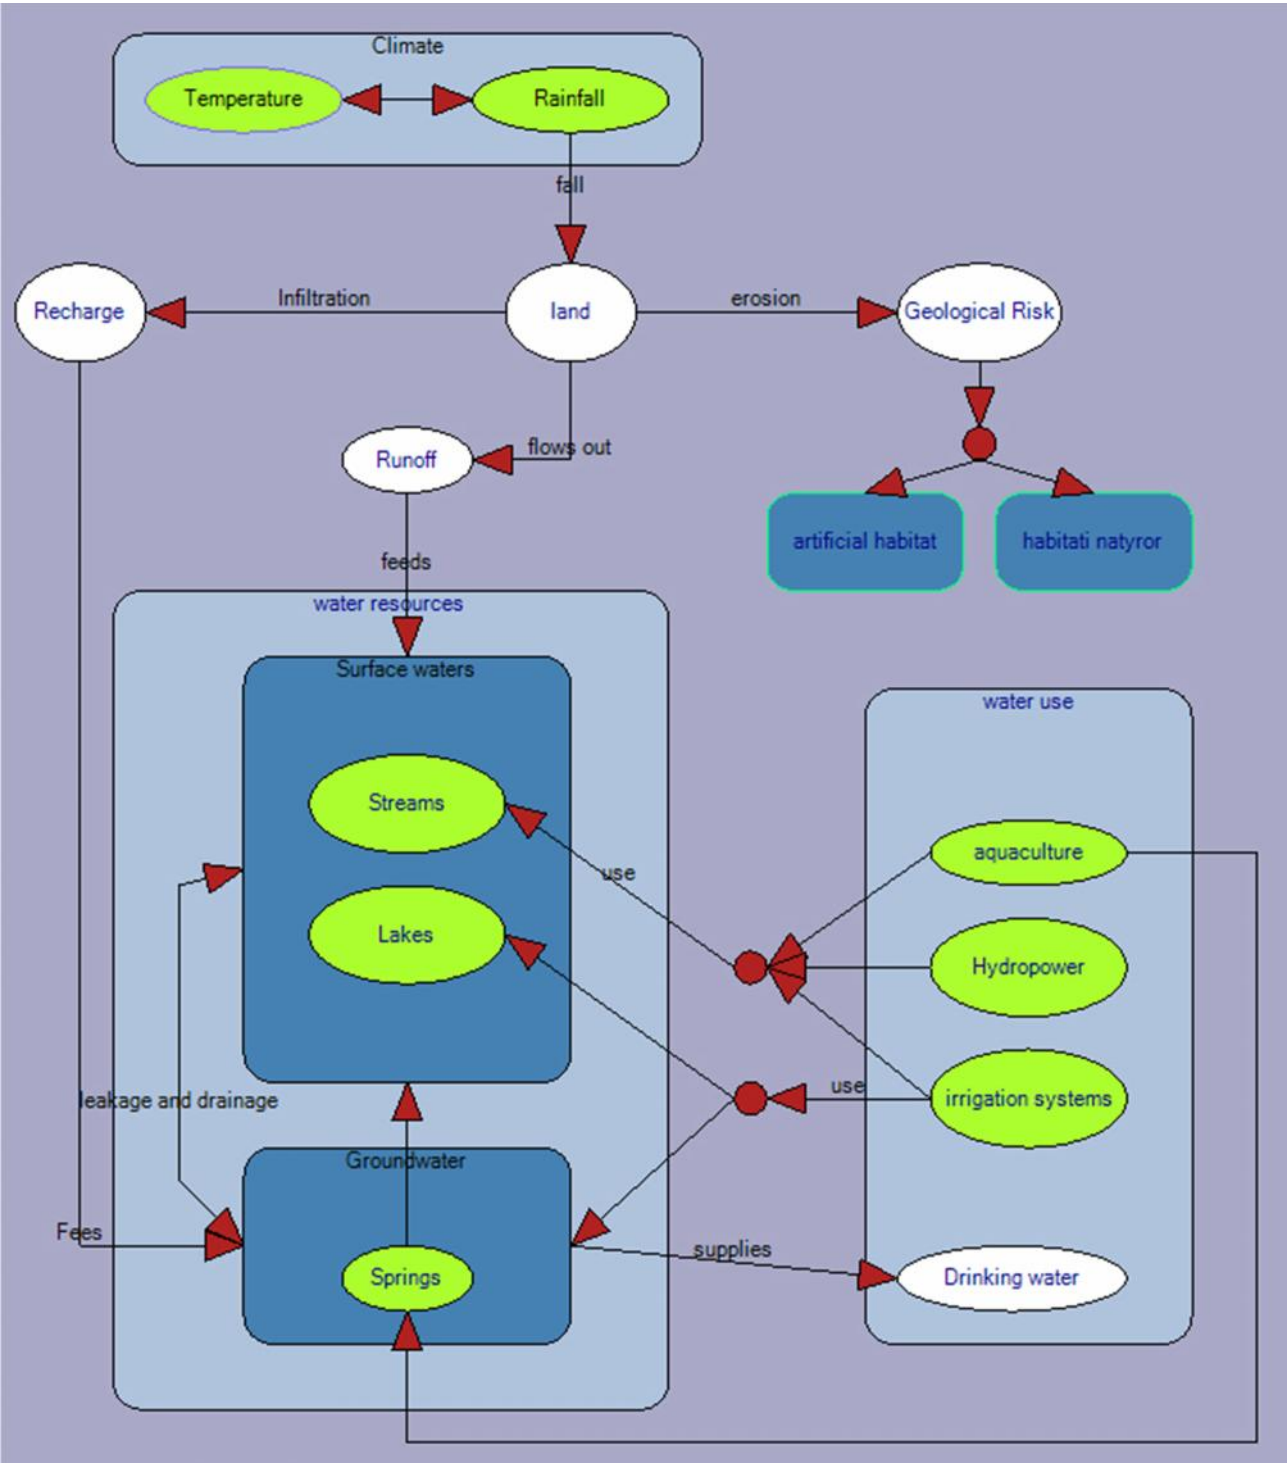 Climate
Temperature
Rainfall
fall
Recharge
Infiltration
land
erosion
Geological Risk
Runoff
flows out
artificial habitat
habitati natyror
feeds
water resources
Surface waters
water use
Streams
aquaculture
use
Lakes
Hydropower
leakage and drainage
use
irrigation systems
Groundwater
Fees
supplies
Springs
Drinking water